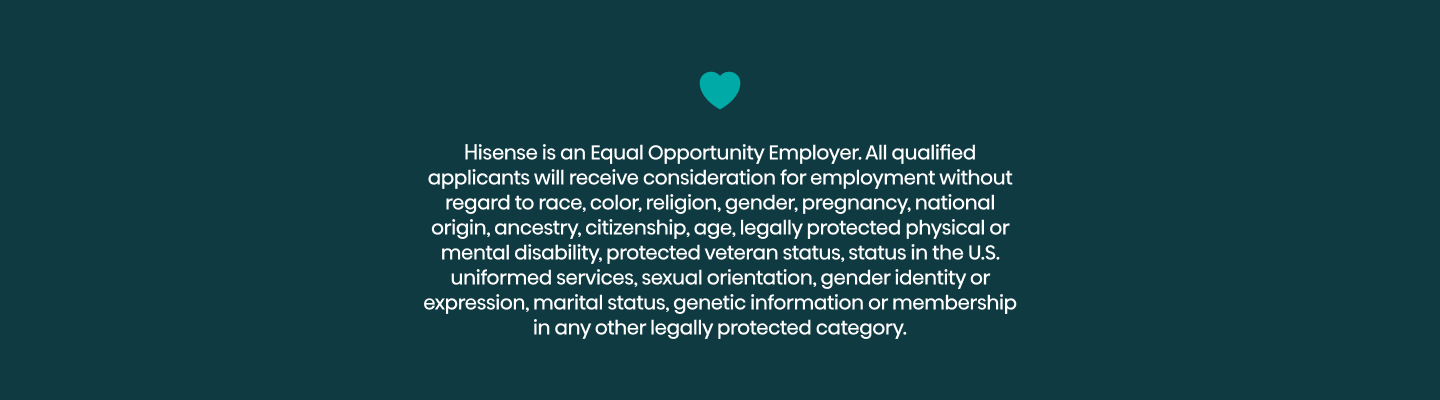 Hisense is an Equal Opportunity Employer. All qualified
applicants will receive consideration for employment without
regard to race, color, religion, gender, pregnancy, national
origin, ancestry, citizenship, age, legally protected physical or
mental disability, protected veteran status, status in the U.S.
uniformed services, sexual orientation, gender identity or
expression, marital status, genetic information or membership
in any other legally protected category.